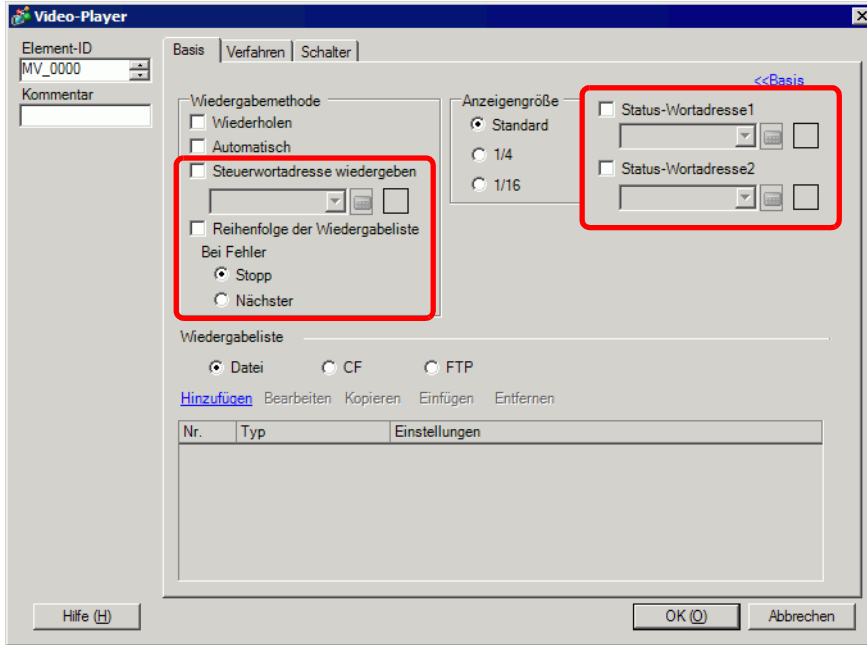 Video-Player
Element-ID
MV_0000
Kommentar
Basis
Verfahren
Schalter
<<Basis
Wiedergabemethode
Wiederholen
Automatisch
Steuerwortadresse wiedergeben
Reihenfolge der Wiedergabeliste
Bei Fehler
Stopp
Nächster
Anzeigengröße
Standard
1/4
1/16
Status-Wortadresse1
Status-Wortadresse2
Wiedergabeliste
Datei CF FTP
Hinzufügen Bearbeiten Kopieren Einfügen Entfernen
Nr. Typ Einstellungen
Hilfe (H) OK (O) Abbrechen